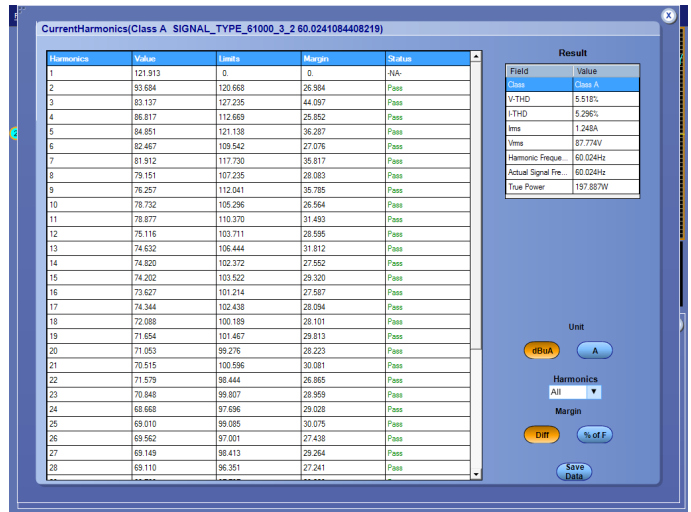 CurrentHarmonics(Class A SIGNAL_TYPE_61000_3_2 60.0241084408219)
Harmonics Value Limits Margin Status
1 121.913 0. 0. -NA-
2 93.684 120.668 26.984 Pass
3 83.137 127.235 44.097 Pass
4 86.817 112.669 25.852 Pass
5 84.851 121.138 36.287 Pass
6 82.467 109.542 27.076 Pass
7 81.912 117.730 35.817 Pass
8 79.151 107.235 28.083 Pass
9 76.257 112.041 35.785 Pass
10 78.732 105.296 26.564 Pass
11 78.877 110.370 31.493 Pass
12 75.116 103.711 28.595 Pass
13 74.632 106.444 31.812 Pass
14 74.820 102.372 27.552 Pass
15 74.202 103.522 29.320 Pass
16 73.627 101.214 27.587 Pass
17 74.344 102.438 28.094 Pass
18 72.088 100.189 28.101 Pass
19 71.654 101.467 29.813 Pass
20 71.053 99.276 28.223 Pass
21 70.515 100.596 30.081 Pass
22 71.579 98.444 26.865 Pass
23 70.848 99.807 28.959 Pass
24 68.668 97.696 29.028 Pass
25 69.010 99.085 30.075 Pass
26 69.562 97.001 27.438 Pass
27 69.149 98.413 29.264 Pass
28 69.110 96.351 27.241 Pass
Result
Field Value
Class Class A
V-THD 5.518%
I-THD 5.296%
Irms 1.248A
Vrms 87.774V
Harmonic Freque... 60.024Hz
Actual Signal Fre... 60.024Hz
True Power 197.887W
Unit
dBuA A
Harmonics
All
Margin
Diff % of F
Save
Data